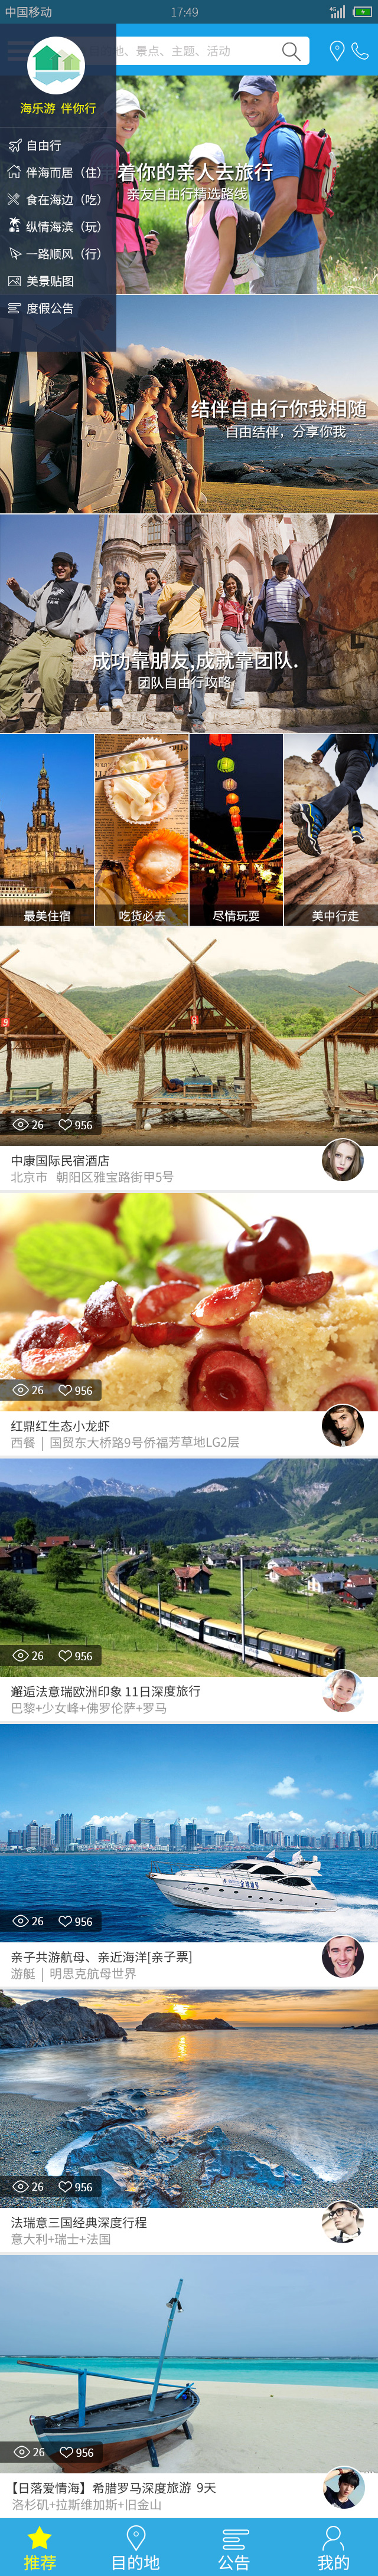 中国移动 4G 17:49
地、景点、主题、活动
海乐游 伴你行
自由行
伴海而居（住）
食在海边（吃）
纵情海滨（玩）
一路顺风（行）
美景贴图
度假公告
着你的亲人去旅行
亲友自由行精选路线
结伴自由行你我相随
自由结伴，分享你我
成功靠朋友,成就靠团队.
团队自由行攻略
最美住宿
吃货必去
尽情玩耍
美中行走
9
9
26 956
中康国际民宿酒店
北京市 朝阳区雅宝路街甲5号
26 956
红鼎红生态小龙虾
西餐 | 国贸东大桥路9号侨福芳草地LG2层
26 956
邂逅法意瑞欧洲印象 11日深度旅行
巴黎+少女峰+佛罗伦萨+罗马
26 956
亲子共游航母、亲近海洋[亲子票]
游艇 | 明思克航母世界
26 956
法瑞意三国经典深度行程
意大利+瑞士+法国
26 956
【日落爱情海】希腊罗马深度旅游 9天
洛杉矶+拉斯维加斯+旧金山
推荐
目的地
公告
我的